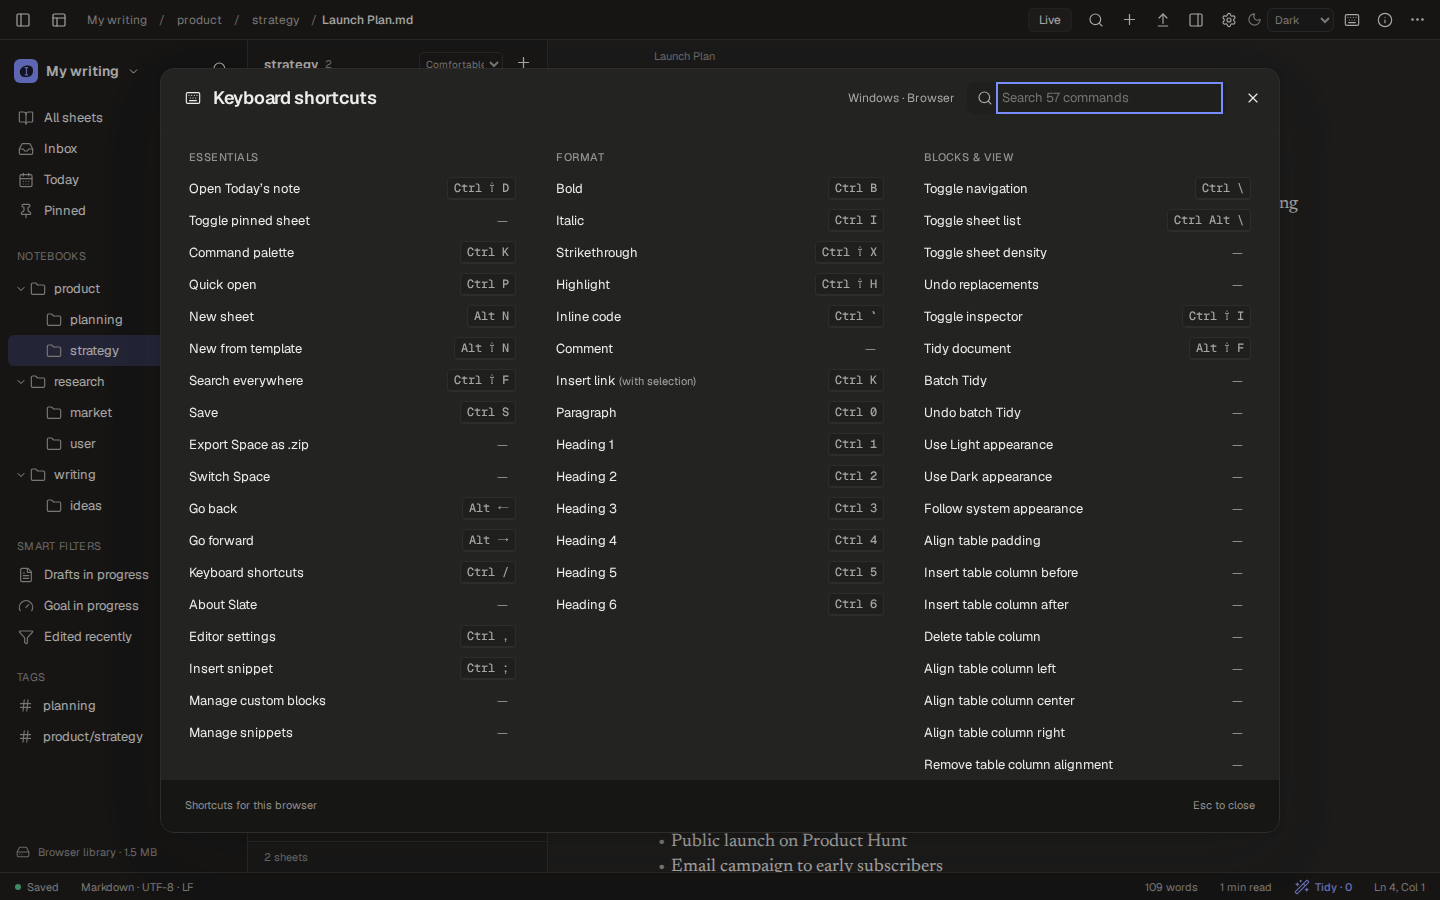 My writing / product / strategy / Launch Plan.md
Live
Dark
My writing
All sheets
Inbox
Today
Pinned
NOTEBOOKS
product
planning
strategy
research
market
user
writing
ideas
SMART FILTERS
Drafts in progress
Goal in progress
Edited recently
TAGS
planning
product/strategy
Browser library · 1.5 MB
strategy 2
Comfortable
2 sheets
Launch Plan
Keyboard shortcuts
Windows · Browser
Search 57 commands
ESSENTIALS
Open Today's note Ctrl ⇧ D
Toggle pinned sheet —
Command palette Ctrl K
Quick open Ctrl P
New sheet Alt N
New from template Alt ⇧ N
Search everywhere Ctrl ⇧ F
Save Ctrl S
Export Space as .zip —
Switch Space —
Go back Alt ←
Go forward Alt →
Keyboard shortcuts Ctrl /
About Slate —
Editor settings Ctrl ,
Insert snippet Ctrl ;
Manage custom blocks —
Manage snippets —
FORMAT
Bold Ctrl B
Italic Ctrl I
Strikethrough Ctrl ⇧ X
Highlight Ctrl ⇧ H
Inline code Ctrl `
Comment —
Insert link (with selection) Ctrl K
Paragraph Ctrl 0
Heading 1 Ctrl 1
Heading 2 Ctrl 2
Heading 3 Ctrl 3
Heading 4 Ctrl 4
Heading 5 Ctrl 5
Heading 6 Ctrl 6
BLOCKS & VIEW
Toggle navigation Ctrl \
Toggle sheet list Ctrl Alt \
Toggle sheet density —
Undo replacements —
Toggle inspector Ctrl ⇧ I
Tidy document Alt ⇧ F
Batch Tidy —
Undo batch Tidy —
Use Light appearance —
Use Dark appearance —
Follow system appearance —
Align table padding —
Insert table column before —
Insert table column after —
Delete table column —
Align table column left —
Align table column center —
Align table column right —
Remove table column alignment —
Shortcuts for this browser
Esc to close
ng
• Public launch on Product Hunt
• Email campaign to early subscribers
Saved
Markdown · UTF-8 · LF
109 words
1 min read
Tidy · 0
Ln 4, Col 1